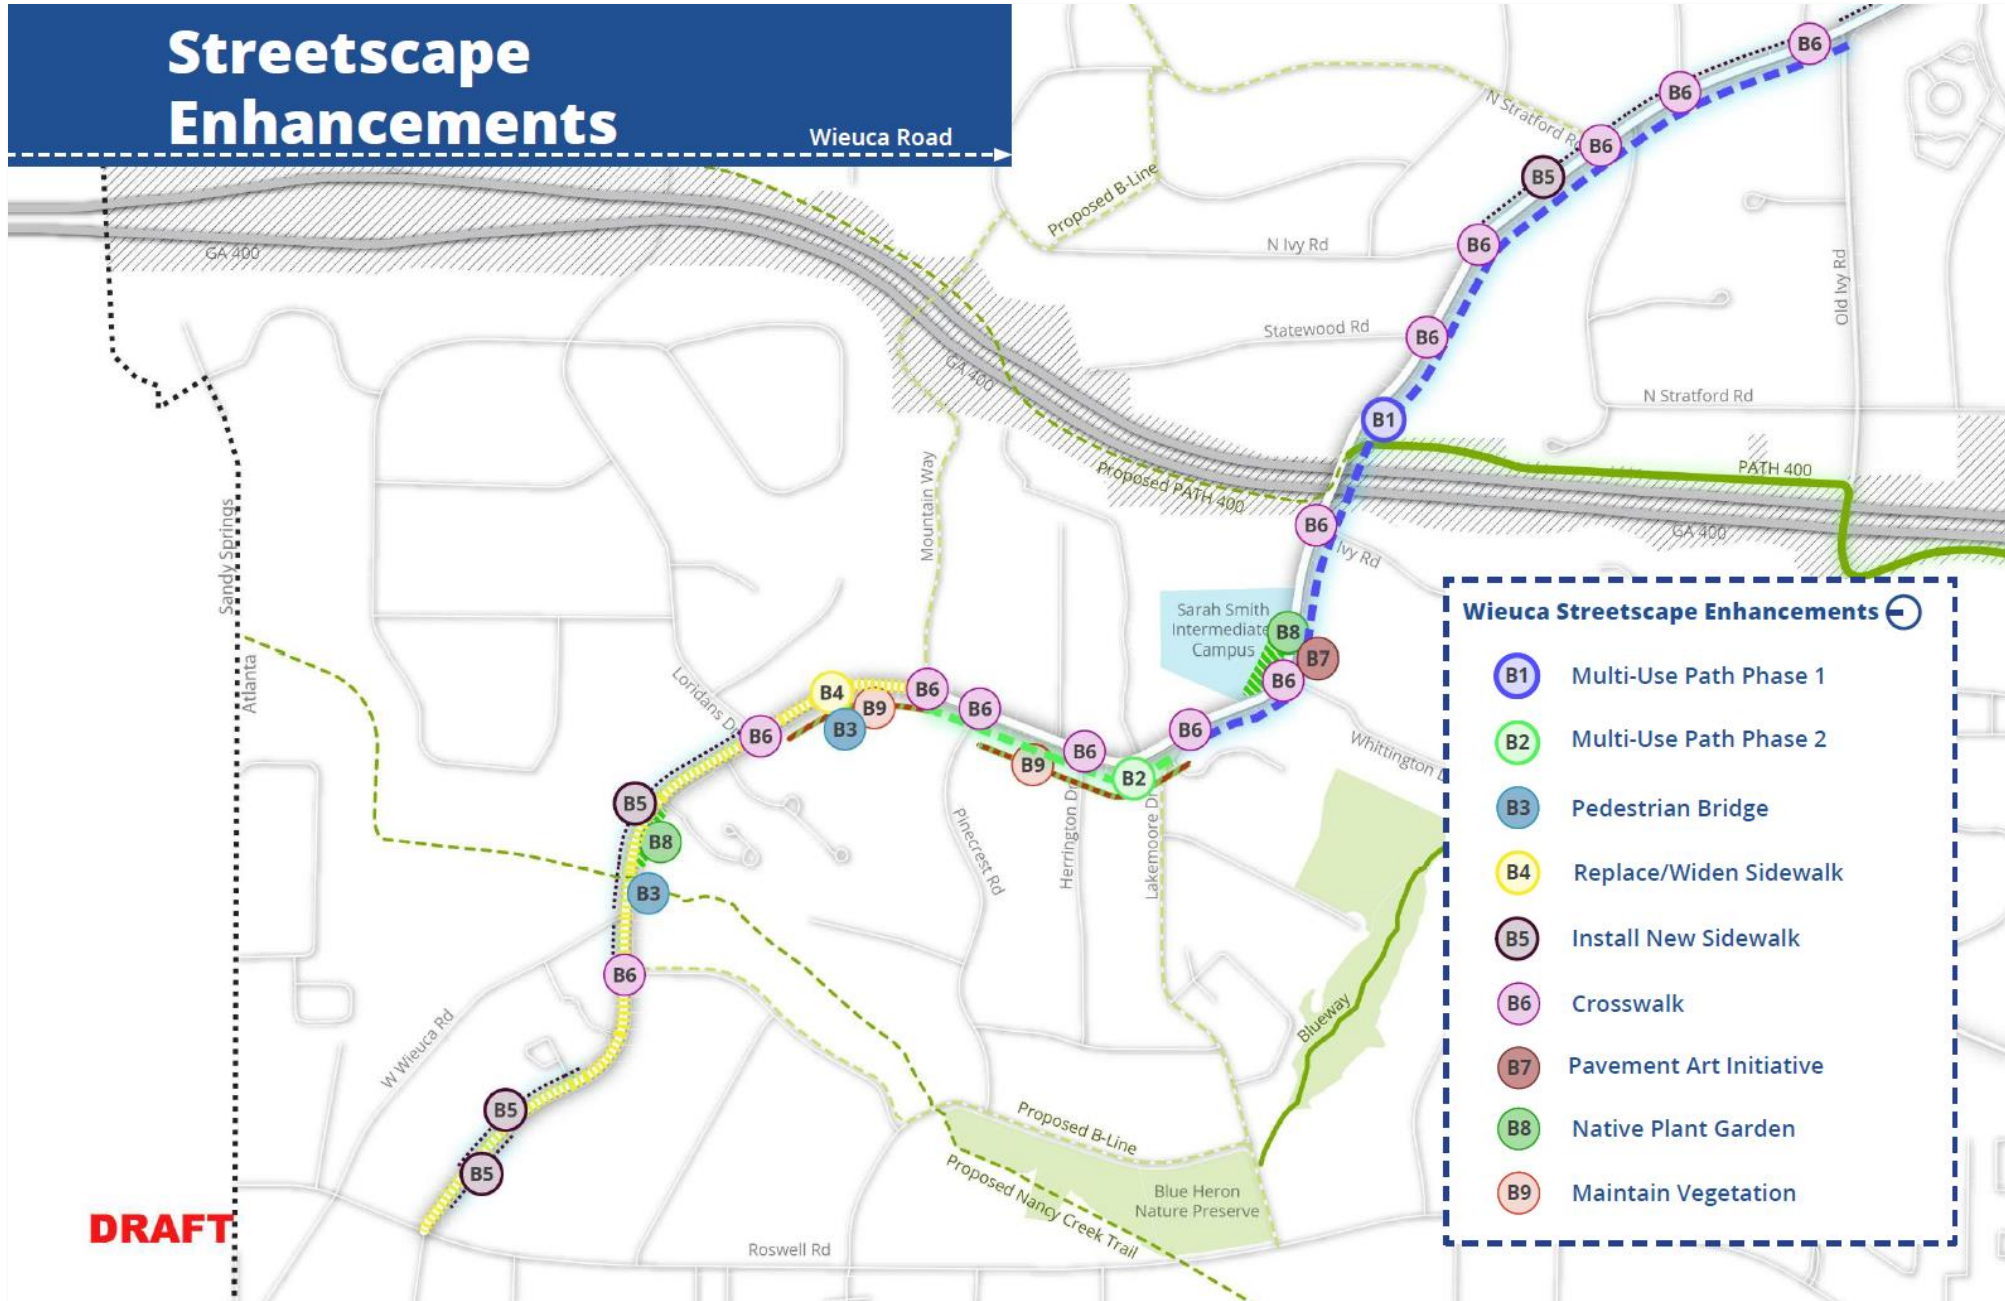 Streetscape
Enhancements
Wieuca Road
B6
B6
N Stratford Rd
B6
B5
Proposed B-Line
N Ivy Rd
B6
GA 400
Old Ivy Rd
Statewood Rd
B6
GA 400
N Stratford Rd
B1
PATH 400
Proposed PATH 400
Mountain Way
B6
GA 400
Ivy Rd
Sandy Springs
Atlanta
Sarah Smith
Intermediate
Campus
B8
B7
B6
Loridans Dr
B4
B9
B3
B6
B6
B6
B6
B6
B9
B2
Whittington
B5
B8
B3
Pinecrest Rd
Herrington Dr
Lakemoore Dr
B6
Blueway
W Wieuca Rd
B5
B5
Proposed B-Line
Proposed Nancy Creek Trail
Blue Heron
Nature Preserve
Roswell Rd
DRAFT
Wieuca Streetscape Enhancements
B1 Multi-Use Path Phase 1
B2 Multi-Use Path Phase 2
B3 Pedestrian Bridge
B4 Replace/Widen Sidewalk
B5 Install New Sidewalk
B6 Crosswalk
B7 Pavement Art Initiative
B8 Native Plant Garden
B9 Maintain Vegetation